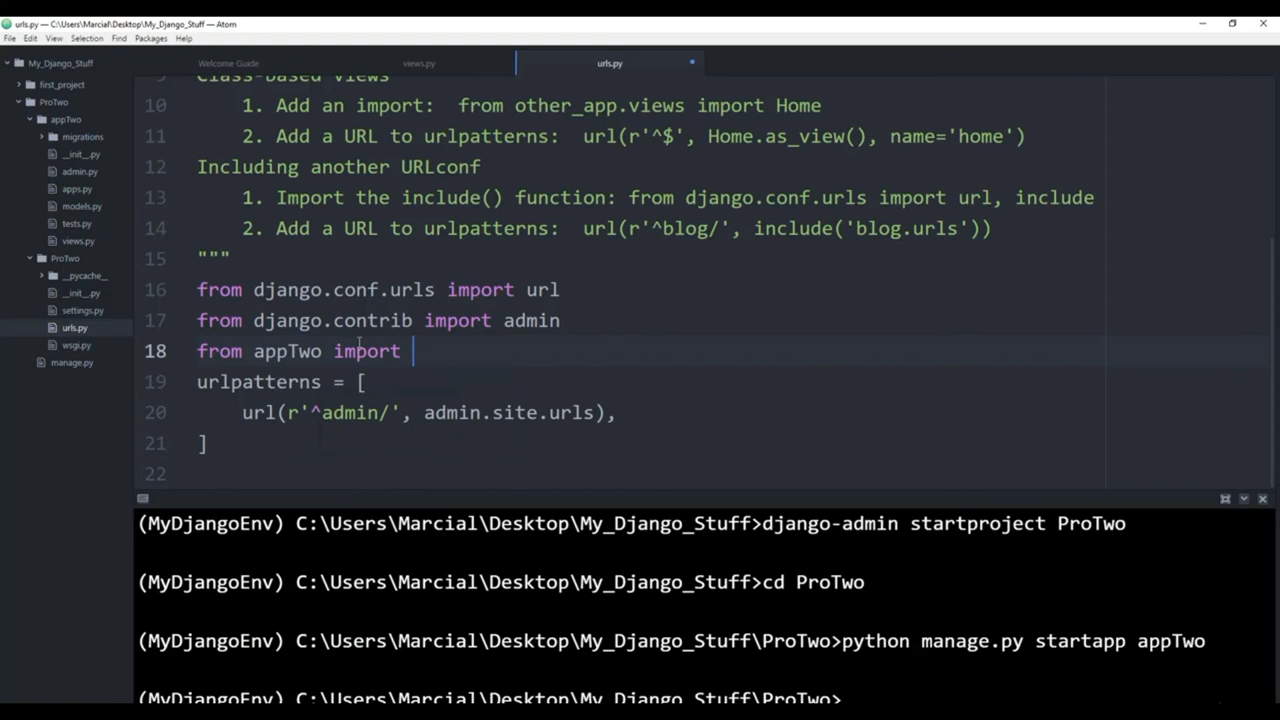 urls.py — C:\Users\Marcial\Desktop\My_Django_Stuff — Atom
File Edit View Selection Find Packages Help
My_Django_Stuff
first_project
ProTwo
appTwo
migrations
__init__.py
admin.py
apps.py
models.py
tests.py
views.py
ProTwo
__pycache__
__init__.py
settings.py
urls.py
wsgi.py
manage.py
Welcome Guide views.py urls.py
9 Class-based views
10 1. Add an import:  from other_app.views import Home
11 2. Add a URL to urlpatterns:  url(r'^$', Home.as_view(), name='home')
12 Including another URLconf
13 1. Import the include() function: from django.conf.urls import url, include
14 2. Add a URL to urlpatterns:  url(r'^blog/', include('blog.urls'))
15 """
16 from django.conf.urls import url
17 from django.contrib import admin
18 from appTwo import
19 urlpatterns = [
20 url(r'^admin/', admin.site.urls),
21 ]
22
(MyDjangoEnv) C:\Users\Marcial\Desktop\My_Django_Stuff>django-admin startproject ProTwo
(MyDjangoEnv) C:\Users\Marcial\Desktop\My_Django_Stuff>cd ProTwo
(MyDjangoEnv) C:\Users\Marcial\Desktop\My_Django_Stuff\ProTwo>python manage.py startapp appTwo
(MyDjangoEnv) C:\Users\Marcial\Desktop\My_Django_Stuff\ProTwo>